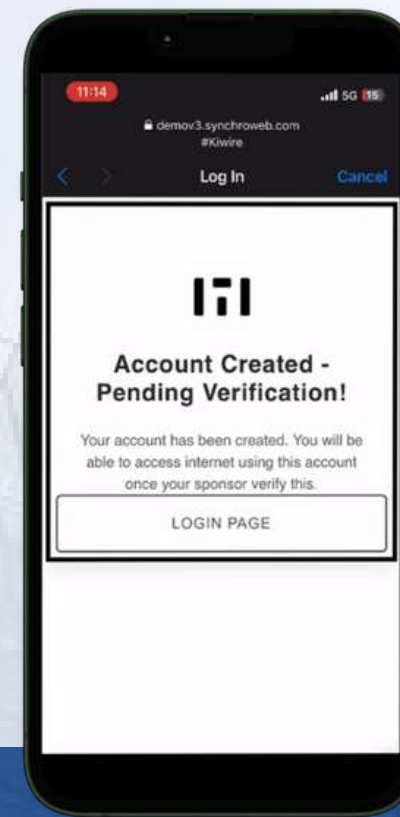 11:14
5G 15
demov3.synchroweb.com
#Kiwire
Log In
Cancel
Account Created -
Pending Verification!
Your account has been created. You will be
able to access internet using this account
once your sponsor verify this.
LOGIN PAGE